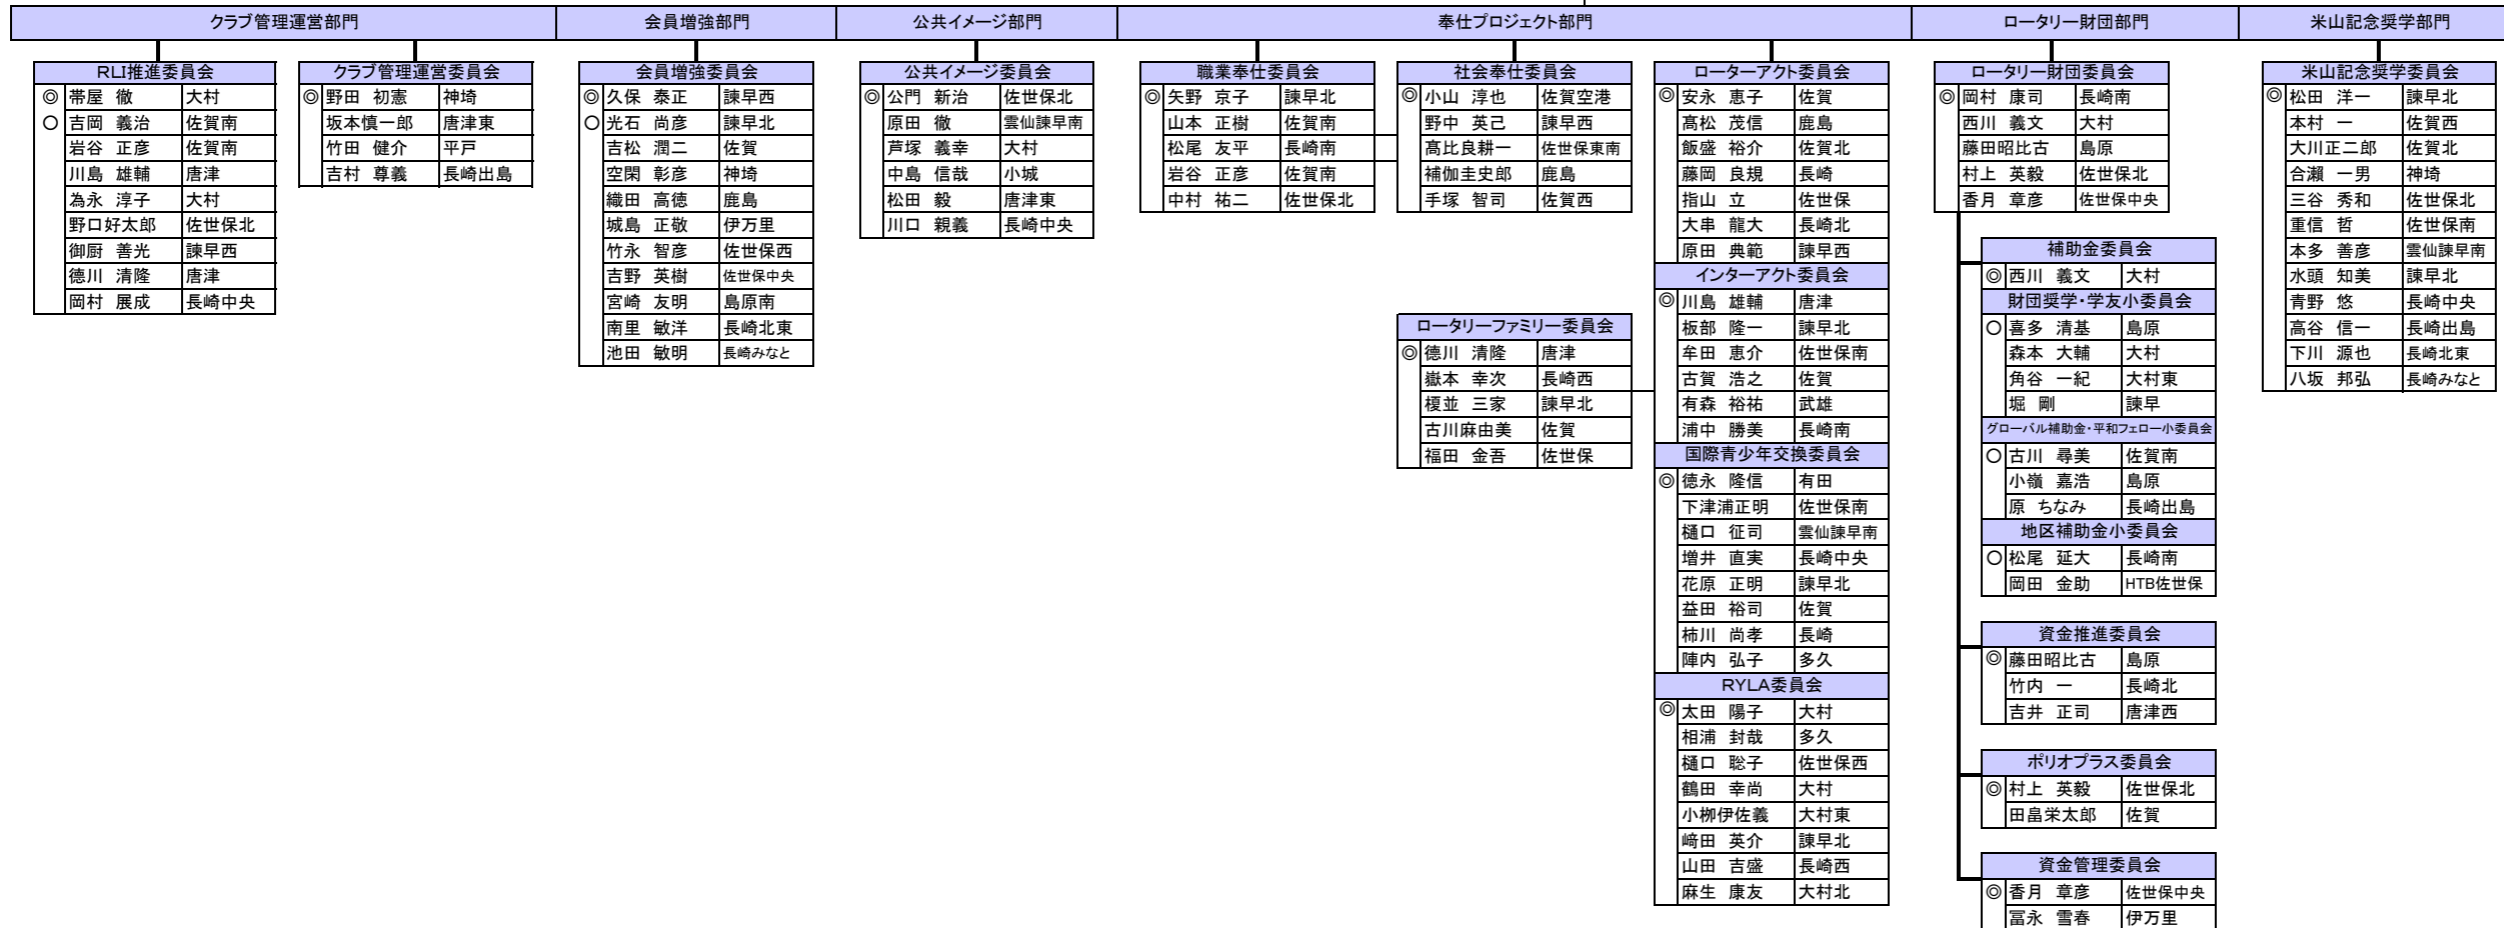 クラブ管理運営部門
会員増強部門
公共イメージ部門
奉仕プロジェクト部門
ロータリー財団部門
米山記念奨学部門
RLI推進委員会
◎ 帯屋 徹 大村
○ 吉岡 義治 佐賀南
岩谷 正彦 佐賀南
川島 雄輔 唐津
為永 淳子 大村
野口好太郎 佐世保北
御厨 善光 諫早西
德川 清隆 唐津
岡村 展成 長崎中央
クラブ管理運営委員会
◎ 野田 初憲 神埼
坂本慎一郎 唐津東
竹田 健介 平戸
吉村 尊義 長崎出島
会員増強委員会
◎ 久保 泰正 諫早西
○ 光石 尚彦 諫早北
吉松 潤二 佐賀
空閑 彰彦 神埼
織田 高徳 鹿島
城島 正敬 伊万里
竹永 智彦 佐世保西
吉野 英樹 佐世保中央
宮崎 友明 島原南
南里 敏洋 長崎北東
池田 敏明 長崎みなと
公共イメージ委員会
◎ 公門 新治 佐世保北
原田 徹 雲仙諫早南
芦塚 義幸 大村
中島 信哉 小城
松田 毅 唐津東
川口 親義 長崎中央
職業奉仕委員会
◎ 矢野 京子 諫早北
山本 正樹 佐賀南
松尾 友平 長崎南
岩谷 正彦 佐賀南
中村 祐二 佐世保北
社会奉仕委員会
◎ 小山 淳也 佐賀空港
野中 英己 諫早西
髙比良耕一 佐世保東南
補伽圭史郎 鹿島
手塚 智司 佐賀西
ロータリーファミリー委員会
◎ 德川 清隆 唐津
嶽本 幸次 長崎西
榎並 三家 諫早北
古川麻由美 佐賀
福田 金吾 佐世保
ローターアクト委員会
◎ 安永 恵子 佐賀
髙松 茂信 鹿島
飯盛 裕介 佐賀北
藤岡 良規 長崎
指山 立 佐世保
大串 龍大 長崎北
原田 典範 諫早西
インターアクト委員会
◎ 川島 雄輔 唐津
板部 隆一 諫早北
牟田 恵介 佐世保南
古賀 浩之 佐賀
有森 裕祐 武雄
浦中 勝美 長崎南
国際青少年交換委員会
◎ 徳永 隆信 有田
下津浦正明 佐世保南
樋口 征司 雲仙諫早南
増井 直実 長崎中央
花原 正明 諫早北
益田 裕司 佐賀
柿川 尚孝 長崎
陣内 弘子 多久
RYLA委員会
◎ 太田 陽子 大村
相浦 封哉 多久
樋口 聡子 佐世保西
鶴田 幸尚 大村
小栁伊佐義 大村東
﨑田 英介 諫早北
山田 吉盛 長崎西
麻生 康友 大村北
ロータリー財団委員会
◎ 岡村 康司 長崎南
西川 義文 大村
藤田昭比古 島原
村上 英毅 佐世保北
香月 章彦 佐世保中央
補助金委員会
◎ 西川 義文 大村
財団奨学・学友小委員会
○ 喜多 清基 島原
森本 大輔 大村
角谷 一紀 大村東
堀 剛 諫早
グローバル補助金・平和フェロー小委員会
○ 古川 尋美 佐賀南
小嶺 嘉浩 島原
原 ちなみ 長崎出島
地区補助金小委員会
○ 松尾 延大 長崎南
岡田 金助 HTB佐世保
資金推進委員会
◎ 藤田昭比古 島原
竹内 一 長崎北
吉井 正司 唐津西
ポリオプラス委員会
◎ 村上 英毅 佐世保北
田畠栄太郎 佐賀
資金管理委員会
◎ 香月 章彦 佐世保中央
冨永 雪春 伊万里
米山記念奨学委員会
◎ 松田 洋一 諫早北
本村 一 佐賀西
大川正二郎 佐賀北
合瀬 一男 神埼
三谷 秀和 佐世保北
重信 哲 佐世保南
本多 善彦 雲仙諫早南
水頭 知美 諫早北
青野 悠 長崎中央
高谷 信一 長崎出島
下川 源也 長崎北東
八坂 邦弘 長崎みなと